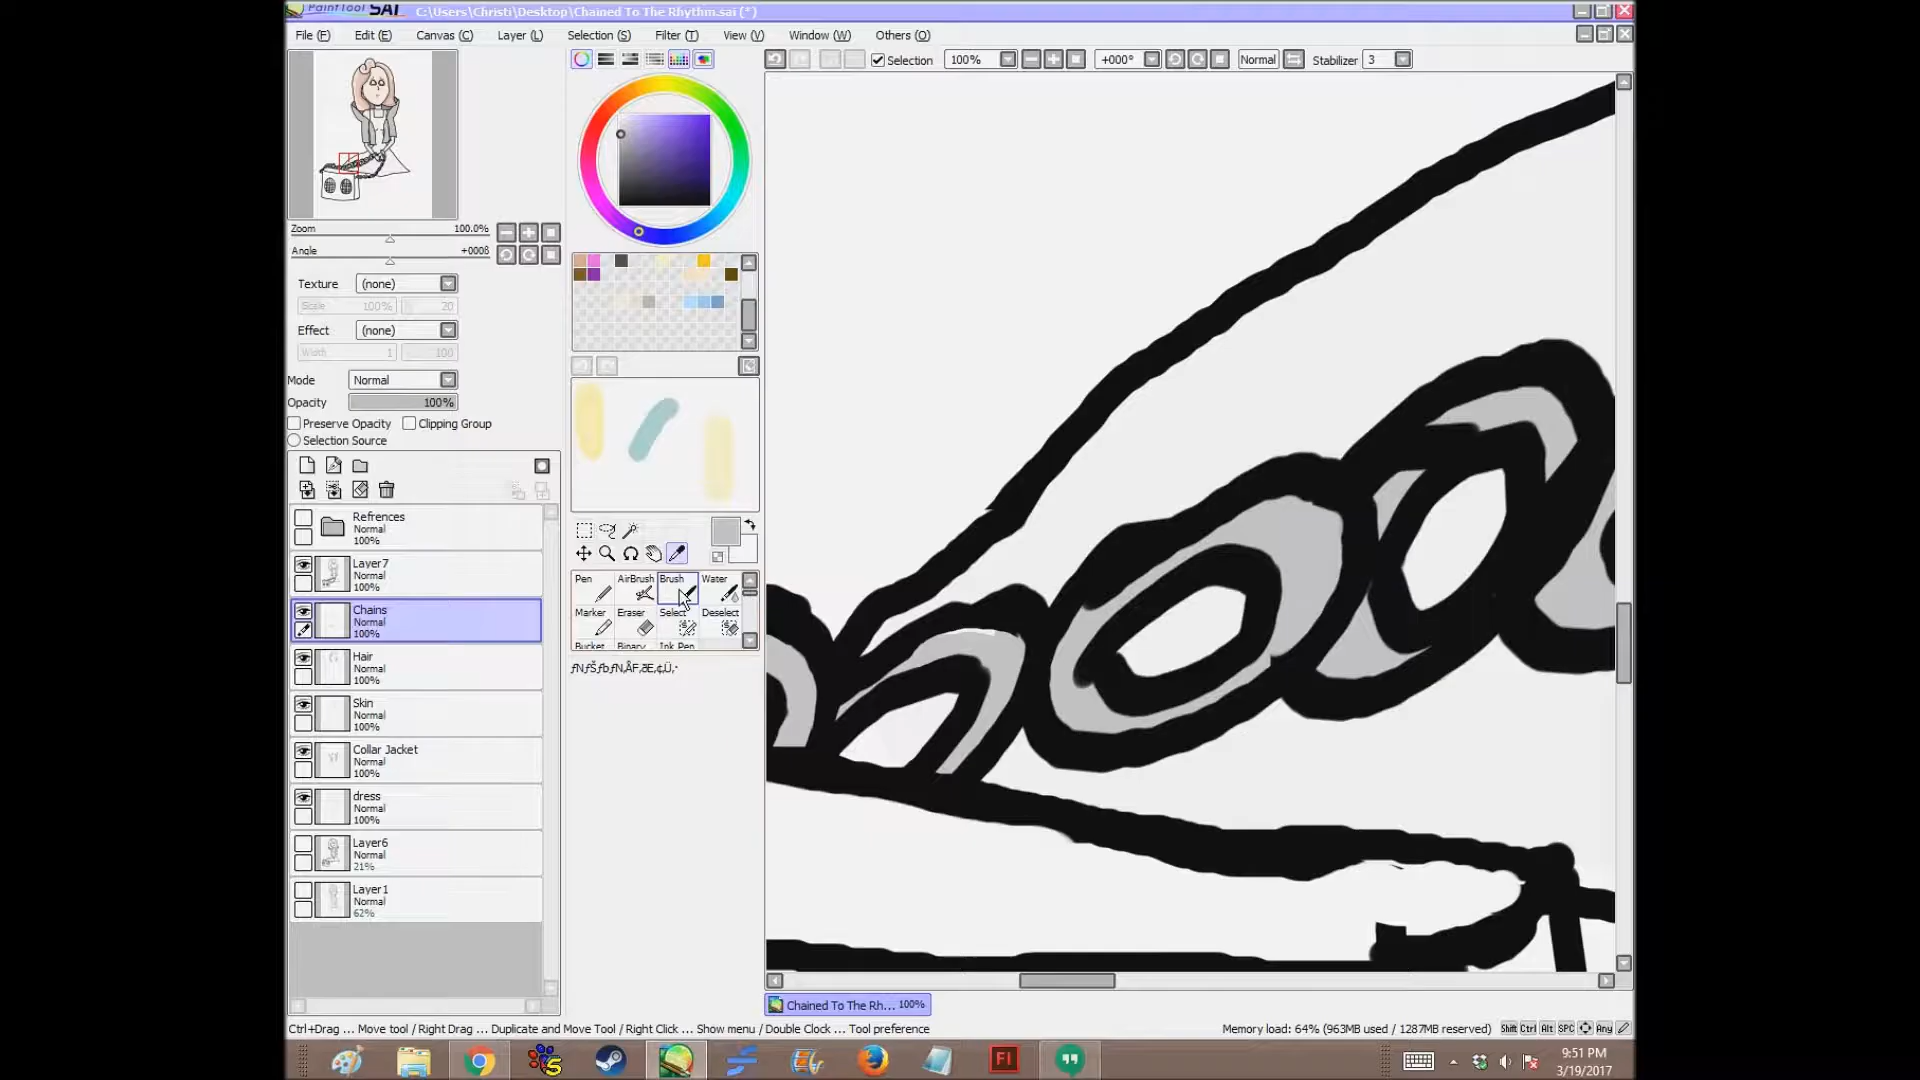 PaintTool SAI C:\Users\Christi\Desktop\Chained To The Rhythm.sai (*)
File (F) Edit (E) Canvas (C) Layer (L) Selection (S) Filter (T) View (V) Window (W) Others (O)
Selection 100% +000° Normal Stabilizer 3
Zoom 100.0%
Angle +000ß
Texture (none)
Scale 100% 20
Effect (none)
Width 1 100
Mode Normal
Opacity 100%
Preserve Opacity Clipping Group
Selection Source
Refrences
Normal
100%
Layer7
Normal
100%
Chains
Normal
100%
Hair
Normal
100%
Skin
Normal
100%
Collar Jacket
Normal
100%
dress
Normal
100%
Layer6
Normal
21%
Layer1
Normal
62%
Pen AirBrush Brush Water
Marker Eraser Select Deselect
Bucket Binary Ink Pen
Chained To The Rh... 100%
Ctrl+Drag ... Move tool / Right Drag ... Duplicate and Move Tool / Right Click ... Show menu / Double Clock ... Tool preference
Memory load: 64% (963MB used / 1287MB reserved) Shift Ctrl Alt SPC Any
5
Fl
9:51 PM
3/19/2017